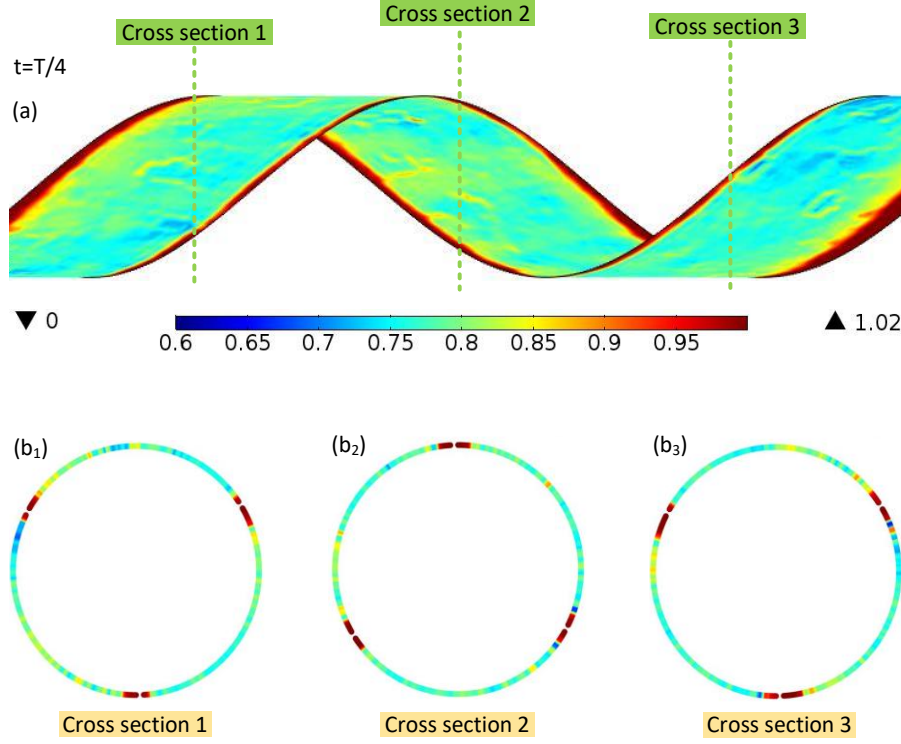 Cross section 1
Cross section 2
Cross section 3
t=T/4
(a)
▼ 0
0.6 0.65 0.7 0.75 0.8 0.85 0.9 0.95
▲ 1.02
(b₁)
(b₂)
(b₃)
Cross section 1
Cross section 2
Cross section 3